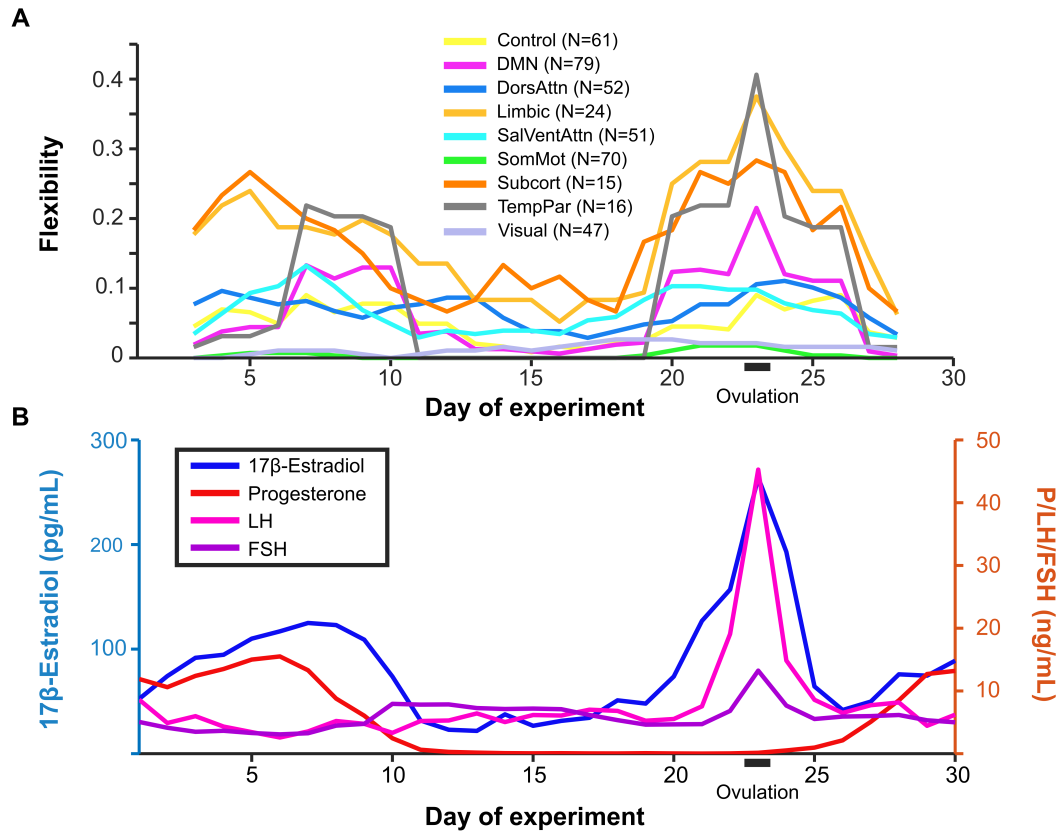 A
Control (N=61)
DMN (N=79)
DorsAttn (N=52)
Limbic (N=24)
SalVentAttn (N=51)
SomMot (N=70)
Subcort (N=15)
TempPar (N=16)
Visual (N=47)
Flexibility
0.4
0.3
0.2
0.1
0
5 10 15 20 25 30
Ovulation
Day of experiment
B
17β-Estradiol (pg/mL)
300
200
100
17β-Estradiol
Progesterone
LH
FSH
50
40
30
20
10
P/LH/FSH (ng/mL)
5 10 15 20 25 30
Ovulation
Day of experiment